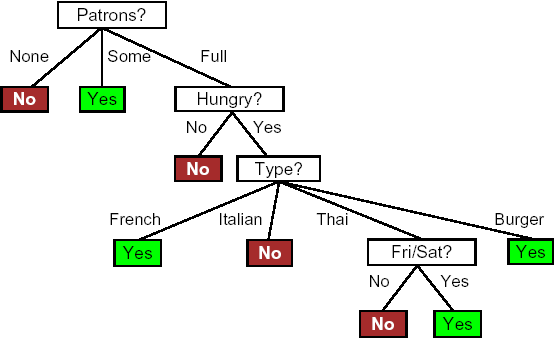 Patrons?
None Some Full
No Yes Hungry?
No Yes
No Type?
French Italian Thai Burger
Yes No Fri/Sat? Yes
No Yes
No Yes